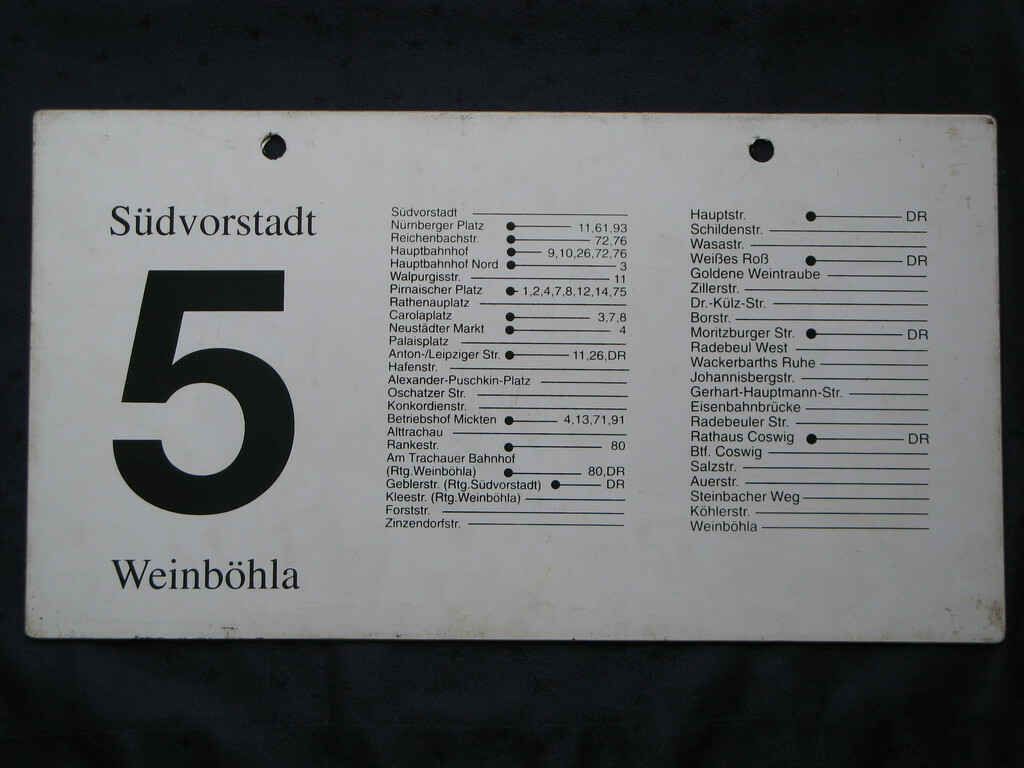 Südvorstadt
5
Weinböhla
Südvorstadt
Nürnberger Platz 11,61,93
Reichenbachstr. 72,76
Hauptbahnhof 9,10,26,72,76
Hauptbahnhof Nord 3
Walpurgisstr. 11
Pirnaischer Platz 1,2,4,7,8,12,14,75
Rathenauplatz
Carolaplatz 3,7,8
Neustädter Markt 4
Palaisplatz
Anton-/Leipziger Str. 11,26,DR
Hafenstr.
Alexander-Puschkin-Platz
Oschatzer Str.
Konkordienstr.
Betriebshof Mickten 4,13,71,91
Alttrachau
Rankestr. 80
Am Trachauer Bahnhof
(Rtg.Weinböhla) 80,DR
Geblerstr. (Rtg.Südvorstadt) DR
Kleestr. (Rtg.Weinböhla)
Forststr.
Zinzendorfstr.
Hauptstr. DR
Schildenstr.
Wasastr.
Weißes Roß DR
Goldene Weintraube
Zillerstr.
Dr.-Külz-Str.
Borstr.
Moritzburger Str. DR
Radebeul West
Wackerbarths Ruhe
Johannisbergstr.
Gerhart-Hauptmann-Str.
Eisenbahnbrücke
Radebeuler Str.
Rathaus Coswig DR
Btf. Coswig
Salzstr.
Auerstr.
Steinbacher Weg
Köhlerstr.
Weinböhla